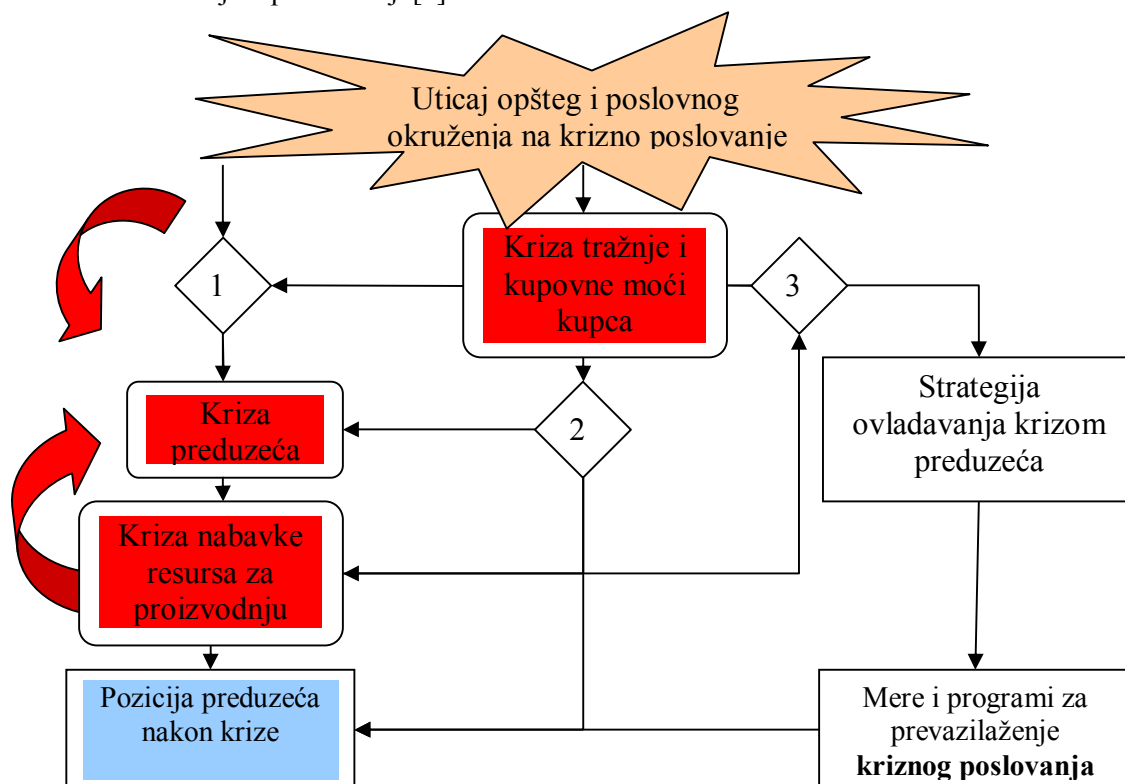 Uticaj opšteg i poslovnog
okruženja na krizno poslovanje
Kriza tražnje i
kupovne moći
kupca
1
3
Kriza
preduzeća
2
Strategija
ovladavanja krizom
preduzeća
Kriza nabavke
resursa za
proizvodnju
Pozicija preduzeća
nakon krize
Mere i programi za
prevazilaženje
kriznog poslovanja